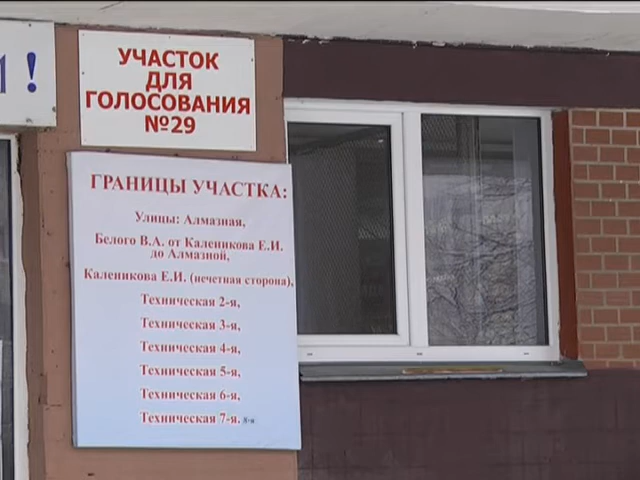 !
УЧАСТОК
ДЛЯ
ГОЛОСОВАНИЯ
№29
ГРАНИЦЫ УЧАСТКА:
Улицы: Алмазная,
Белого В.А. от Каленикова Е.И.
до Алмазной,
Каленикова Е.И. (нечетная сторона),
Техническая 2-я,
Техническая 3-я,
Техническая 4-я,
Техническая 5-я,
Техническая 6-я,
Техническая 7-я. 8-я